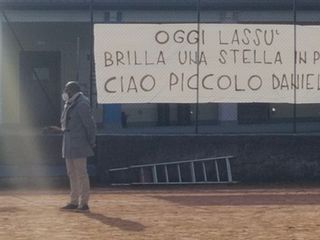 OGGI LASSU'
BRILLA UNA STELLA IN
CIAO PICCOLO